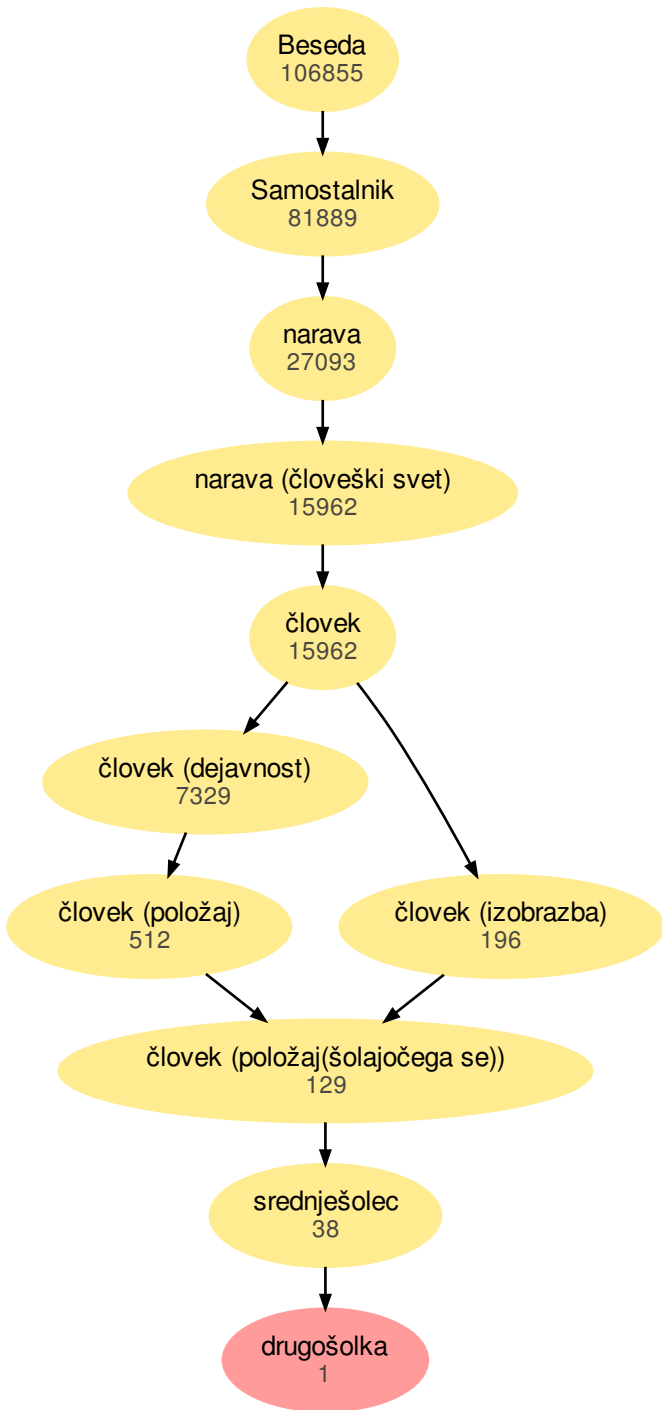 Beseda
106855
Samostalnik
81889
narava
27093
narava (človeški svet)
15962
človek
15962
človek (dejavnost)
7329
človek (položaj)
512
človek (izobrazba)
196
človek (položaj(šolajočega se))
129
srednješolec
38
drugošolka
1